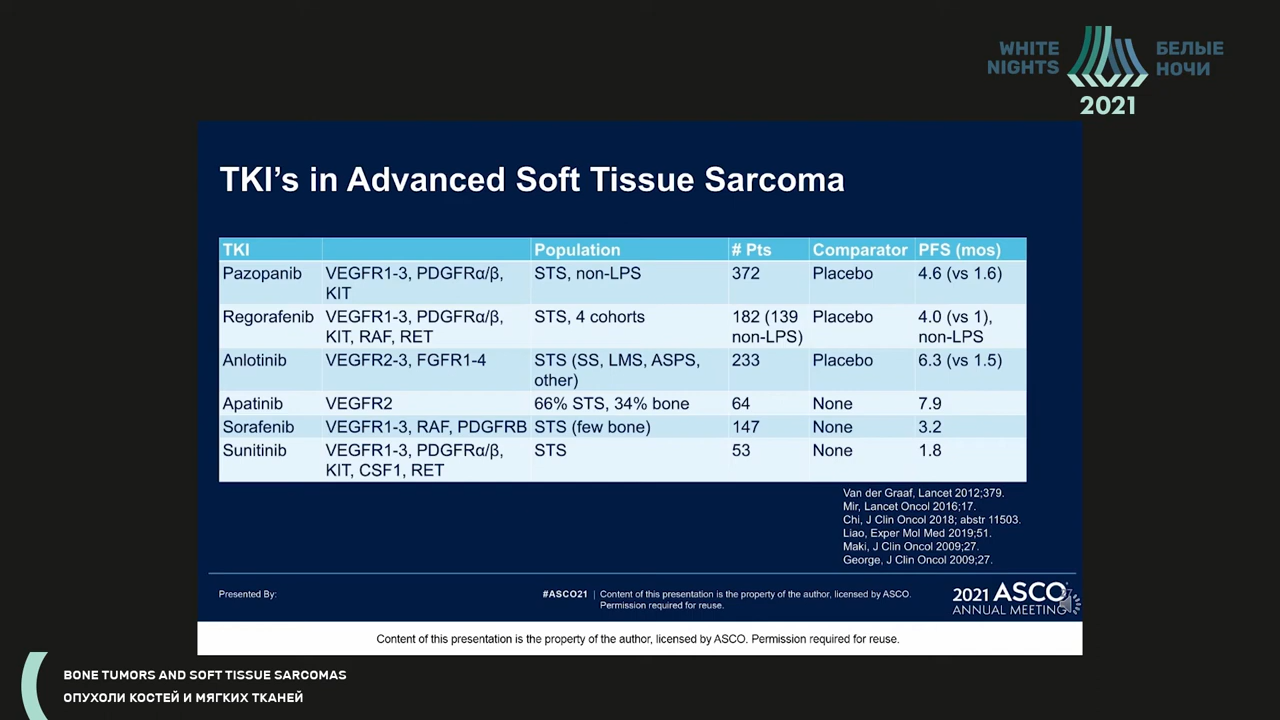 WHITE NIGHTS
БЕЛЫЕ НОЧИ
2021
TKI's in Advanced Soft Tissue Sarcoma
TKI Population # Pts Comparator PFS (mos)
Pazopanib VEGFR1-3, PDGFRα/β, KIT STS, non-LPS 372 Placebo 4.6 (vs 1.6)
Regorafenib VEGFR1-3, PDGFRα/β, KIT, RAF, RET STS, 4 cohorts 182 (139 non-LPS) Placebo 4.0 (vs 1), non-LPS
Anlotinib VEGFR2-3, FGFR1-4 STS (SS, LMS, ASPS, other) 233 Placebo 6.3 (vs 1.5)
Apatinib VEGFR2 66% STS, 34% bone 64 None 7.9
Sorafenib VEGFR1-3, RAF, PDGFRB STS (few bone) 147 None 3.2
Sunitinib VEGFR1-3, PDGFRα/β, KIT, CSF1, RET STS 53 None 1.8
Van der Graaf, Lancet 2012;379.
Mir, Lancet Oncol 2016;17.
Chi, J Clin Oncol 2018; abstr 11503.
Liao, Exper Mol Med 2019;51.
Maki, J Clin Oncol 2009;27.
George, J Clin Oncol 2009;27.
Presented By:
#ASCO21 | Content of this presentation is the property of the author, licensed by ASCO.
Permission required for reuse.
2021 ASCO
ANNUAL MEETING
Content of this presentation is the property of the author, licensed by ASCO. Permission required for reuse.
BONE TUMORS AND SOFT TISSUE SARCOMAS
ОПУХОЛИ КОСТЕЙ И МЯГКИХ ТКАНЕЙ